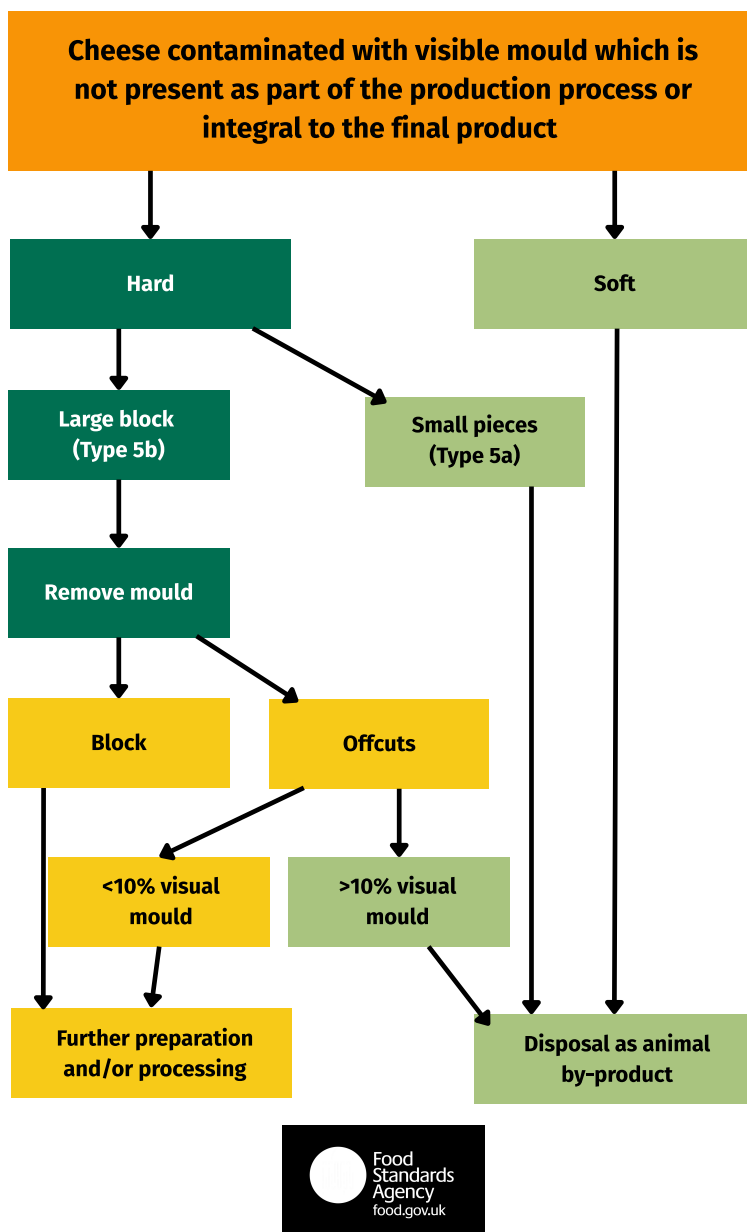 Cheese contaminated with visible mould which is
not present as part of the production process or
integral to the final product
Hard
Soft
Large block
(Type 5b)
Small pieces
(Type 5a)
Remove mould
Block
Offcuts
<10% visual
mould
>10% visual
mould
Further preparation
and/or processing
Disposal as animal
by-product
Food
Standards
Agency
food.gov.uk